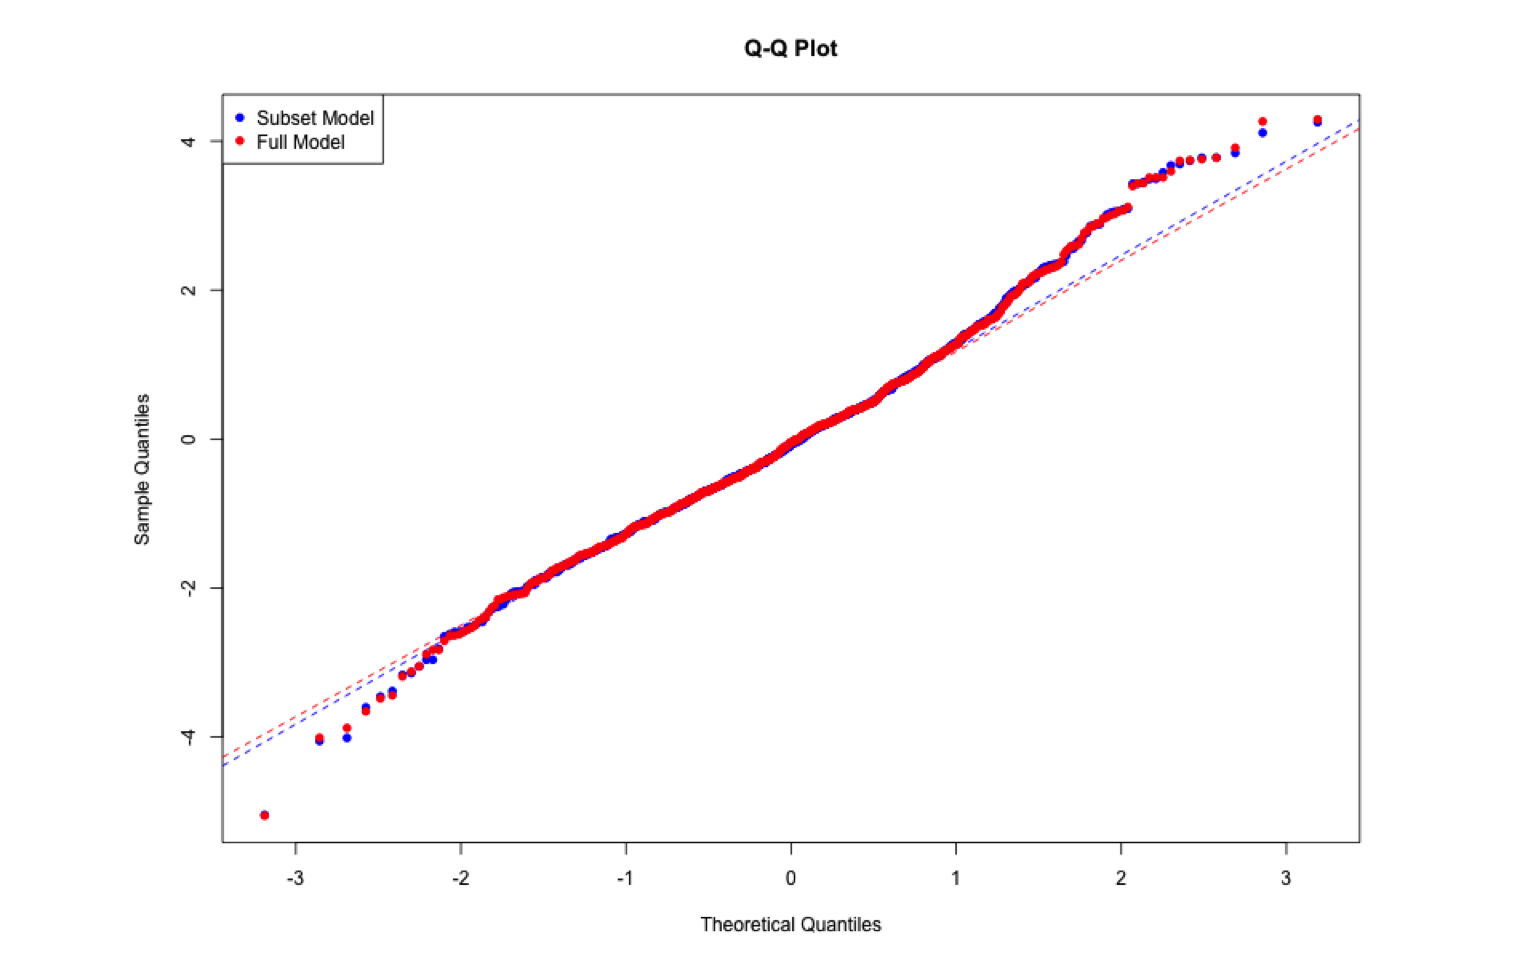 Q-Q Plot
Subset Model
Full Model
4
2
0
-2
-4
Sample Quantiles
-3 -2 -1 0 1 2 3
Theoretical Quantiles